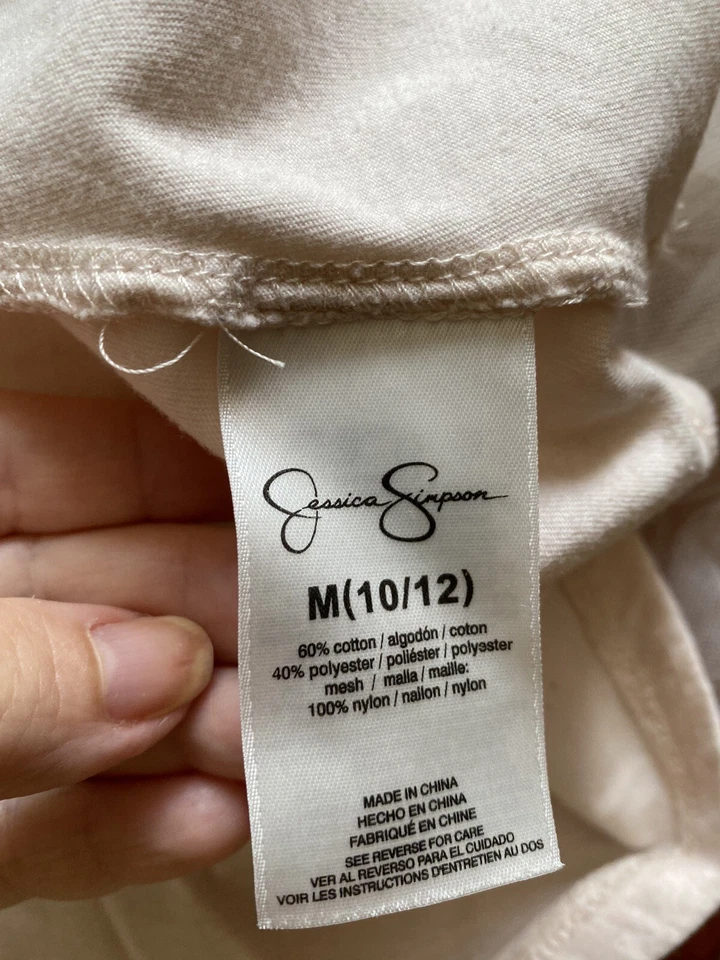 Jessica Simpson
M(10/12)
60% cotton / algodón / coton
40% polyester / poliéster / polyester
mesh / malla / maille:
100% nylon / nailon / nylon
MADE IN CHINA
HECHO EN CHINA
FABRIQUÉ EN CHINE
SEE REVERSE FOR CARE
VER AL REVERSO PARA EL CUIDADO
VOIR LES INSTRUCTIONS D'ENTRETIEN AU DOS